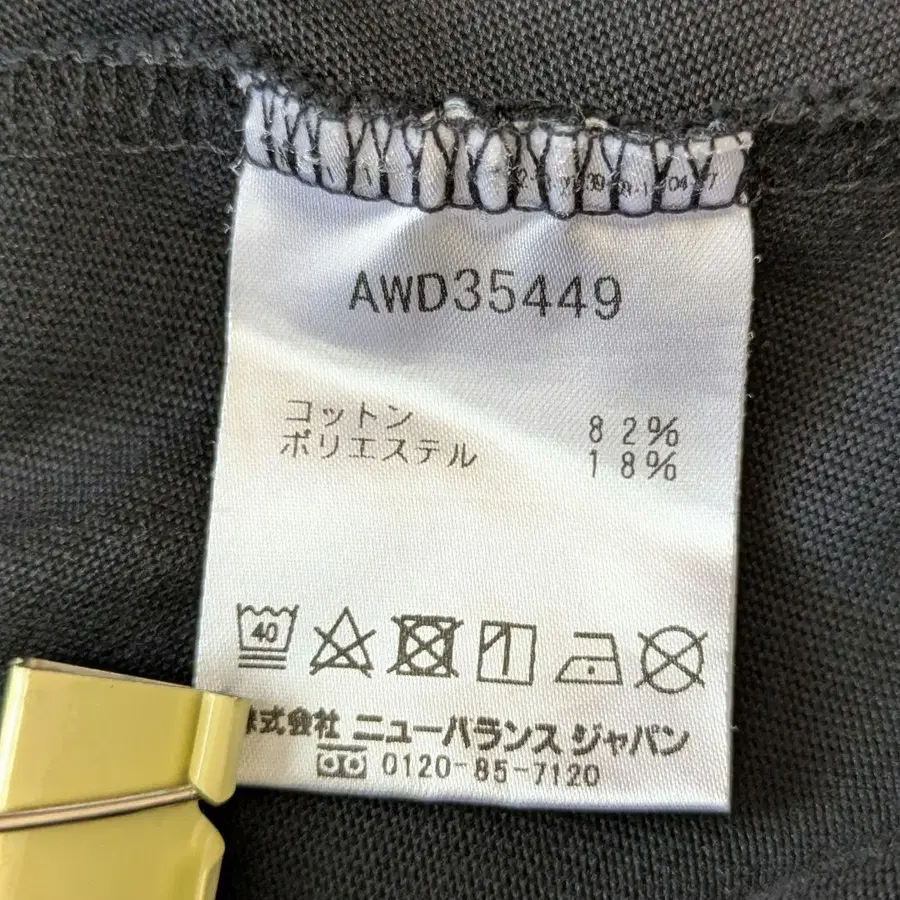 AWD35449
コットン 82%
ポリエステル 18%
40
株式会社 ニューバランス ジャパン
0120-85-7120